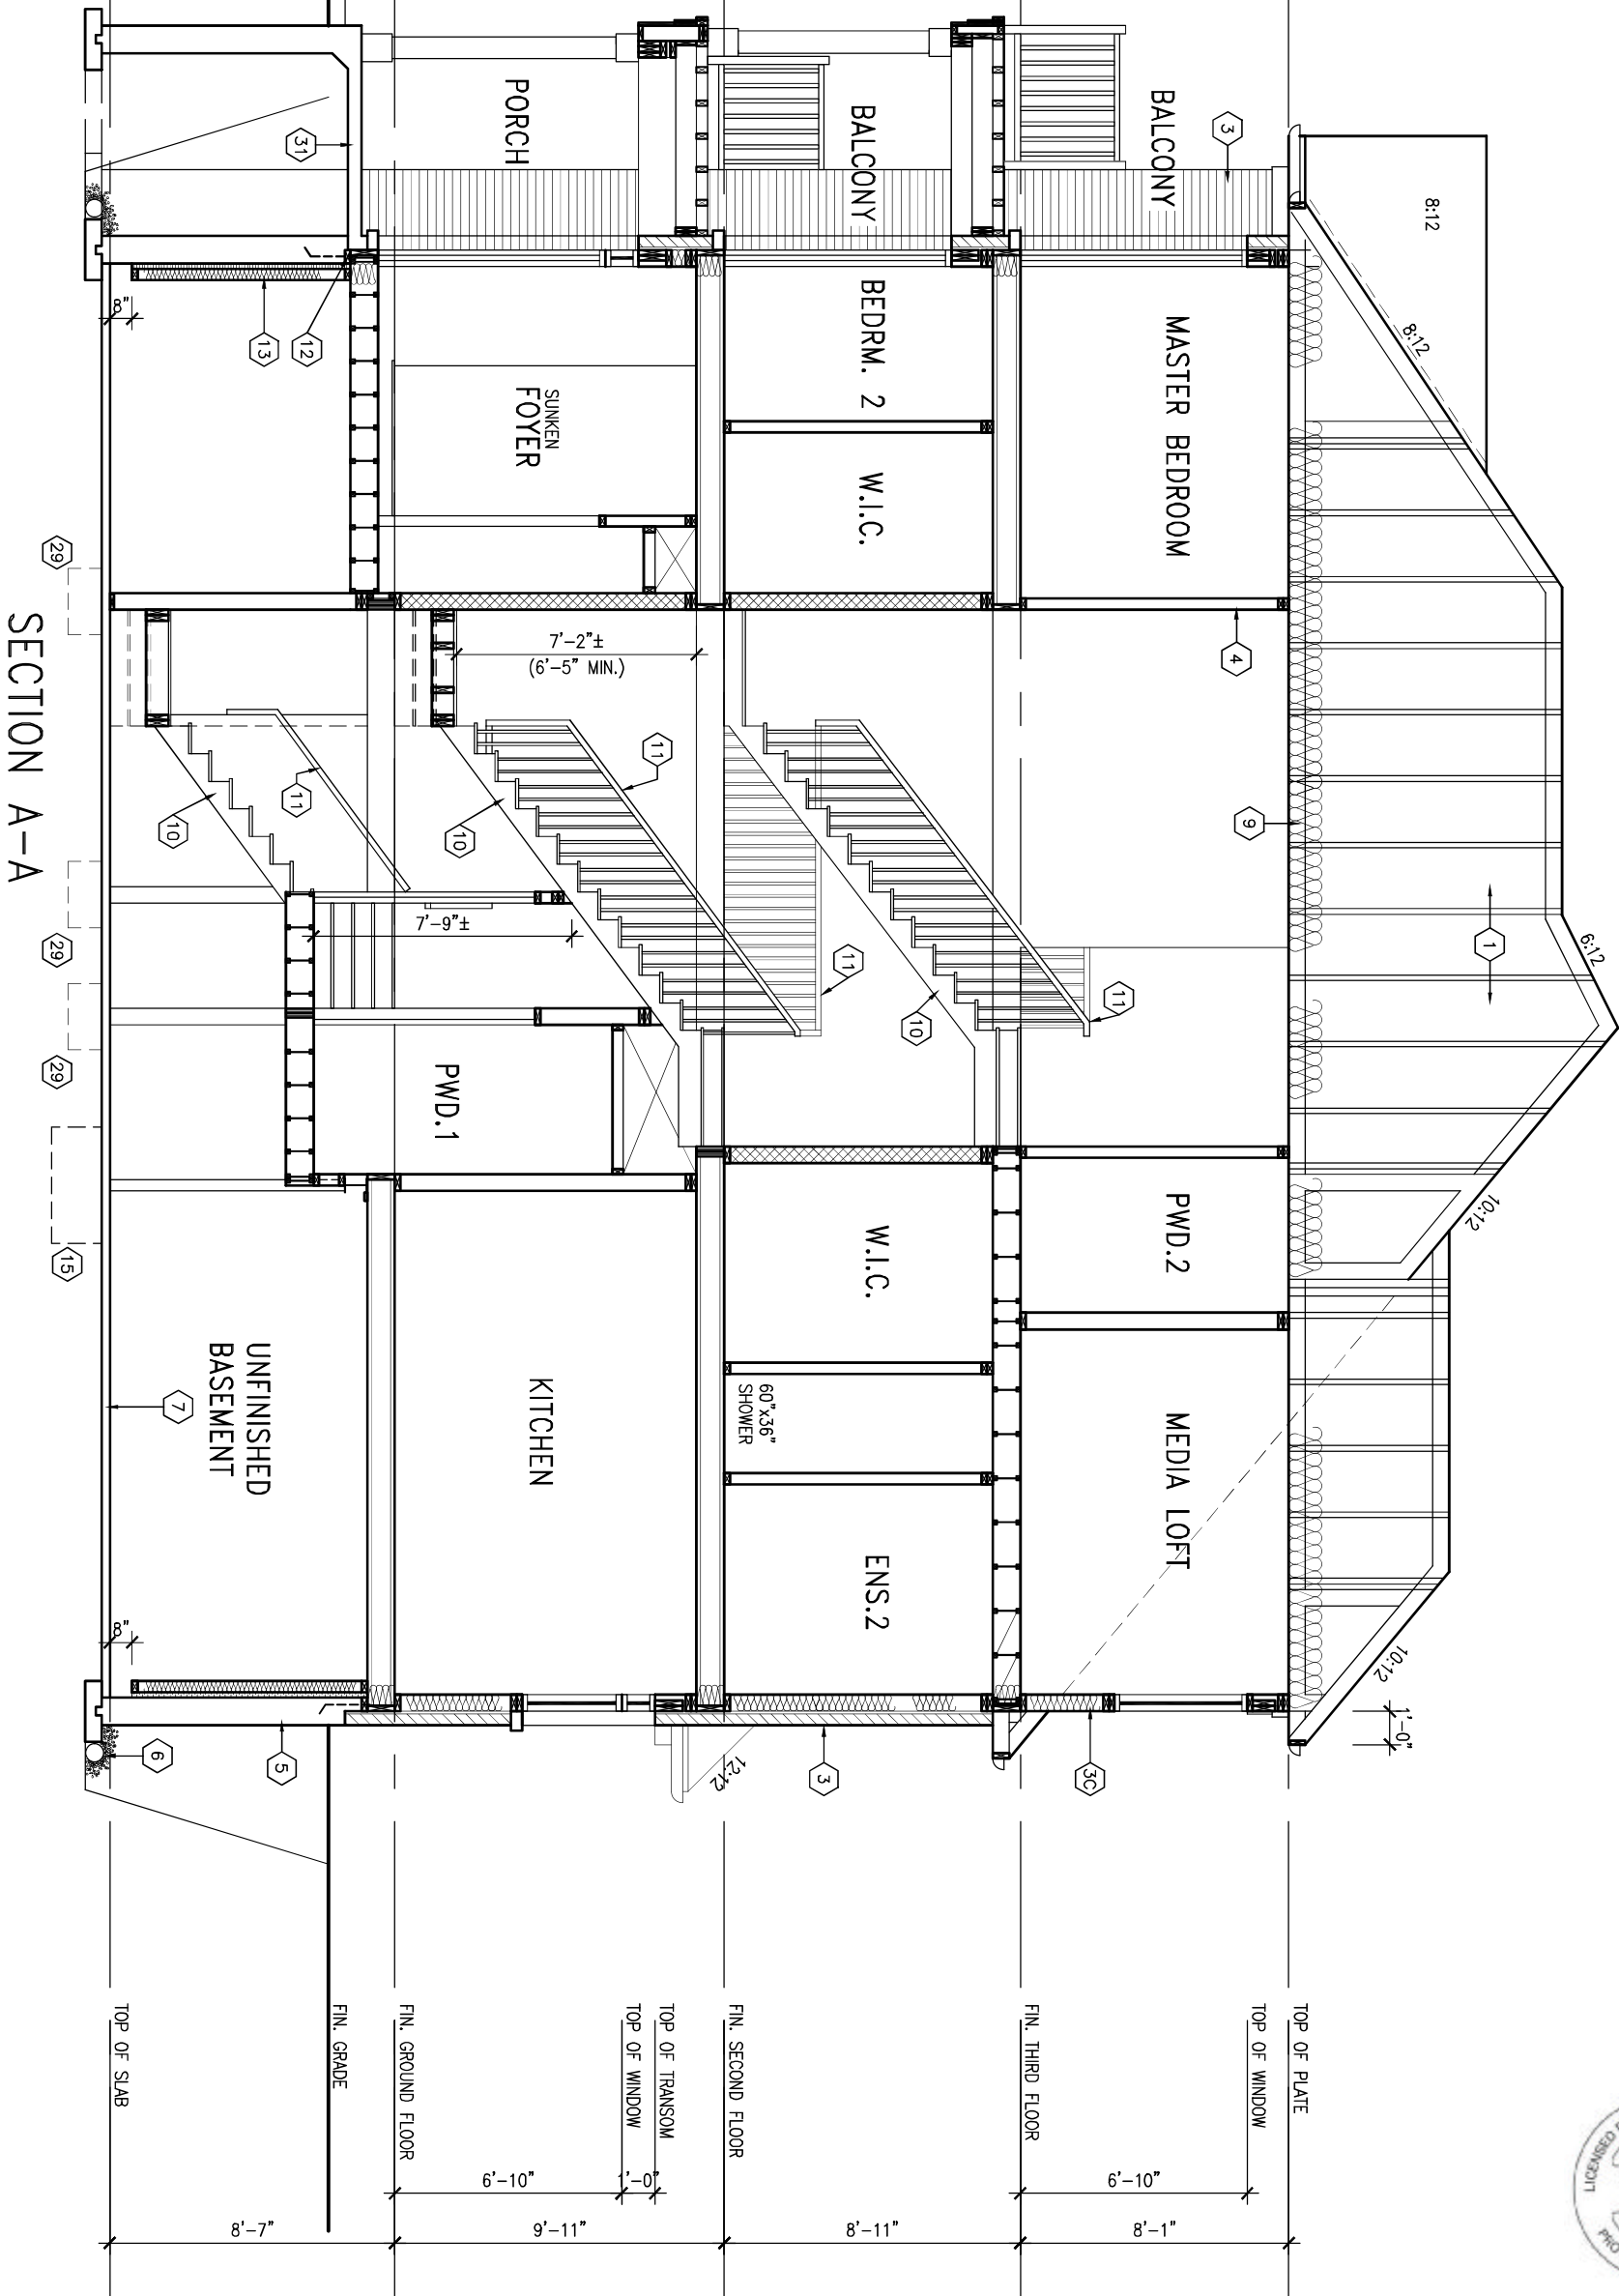 8:12
8:12
6:12
10:12
10:12
1'-0"
1
9
BALCONY
3
MASTER BEDROOM
4
11
PWD.2
MEDIA LOFT
3C
BALCONY
BEDRM. 2
W.I.C.
11
10
W.I.C.
60"x36"
SHOWER
ENS.2
3
12:12
PORCH
SUNKEN
FOYER
7'-2"±
(6'-5" MIN.)
11
10
7'-9"±
PWD.1
KITCHEN
31
12
13
8"
11
10
UNFINISHED
BASEMENT
7
8"
5
6
29
29
29
15
TOP OF PLATE
TOP OF WINDOW
FIN. THIRD FLOOR
FIN. SECOND FLOOR
TOP OF TRANSOM
TOP OF WINDOW
FIN. GROUND FLOOR
FIN. GRADE
TOP OF SLAB
6'-10"
1'-0"
6'-10"
8'-7"
9'-11"
8'-11"
8'-1"
SECTION A-A
LICENSED